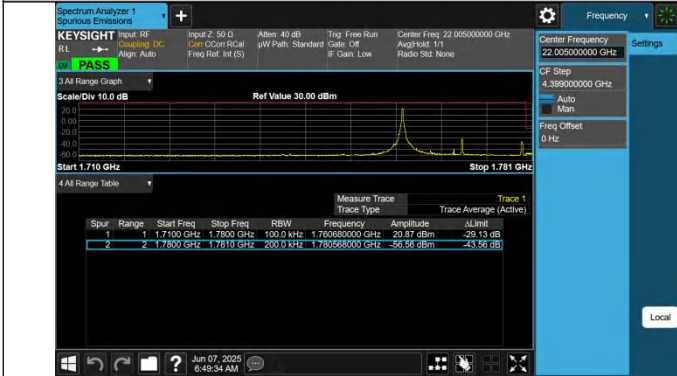 Spectrum Analyzer 1
Spurious Emissions
+
Frequency
KEYSIGHT Input: RF Input Z: 50 Ω Atten: 40 dB Trig: Free Run Center Freq: 22.005000000 GHz
RL Coupling: DC Corr CCorr RCal µW Path: Standard Gate: Off Avg|Hold: 1/1
Align: Auto Freq Ref: Int (S) IF Gain: Low Radio Std: None
PASS
Center Frequency
22.005000000 GHz
Settings
CF Step
4.399000000 GHz
Auto
Man
Freq Offset
0 Hz
3 All Range Graph
Scale/Div 10.0 dB Ref Value 30.00 dBm
20.0
0.00
-20.0
-40.0
-60.0
Start 1.710 GHz Stop 1.781 GHz
4 All Range Table
Measure Trace Trace 1
Trace Type Trace Average (Active)
Spur Range Start Freq Stop Freq RBW Frequency Amplitude ΔLimit
1 1 1.7100 GHz 1.7800 GHz 100.0 kHz 1.760680000 GHz 20.87 dBm -29.13 dB
2 2 1.7800 GHz 1.7810 GHz 200.0 kHz 1.780568000 GHz -56.56 dBm -43.56 dB
Local
? Jun 07, 2025
6:49:34 AM